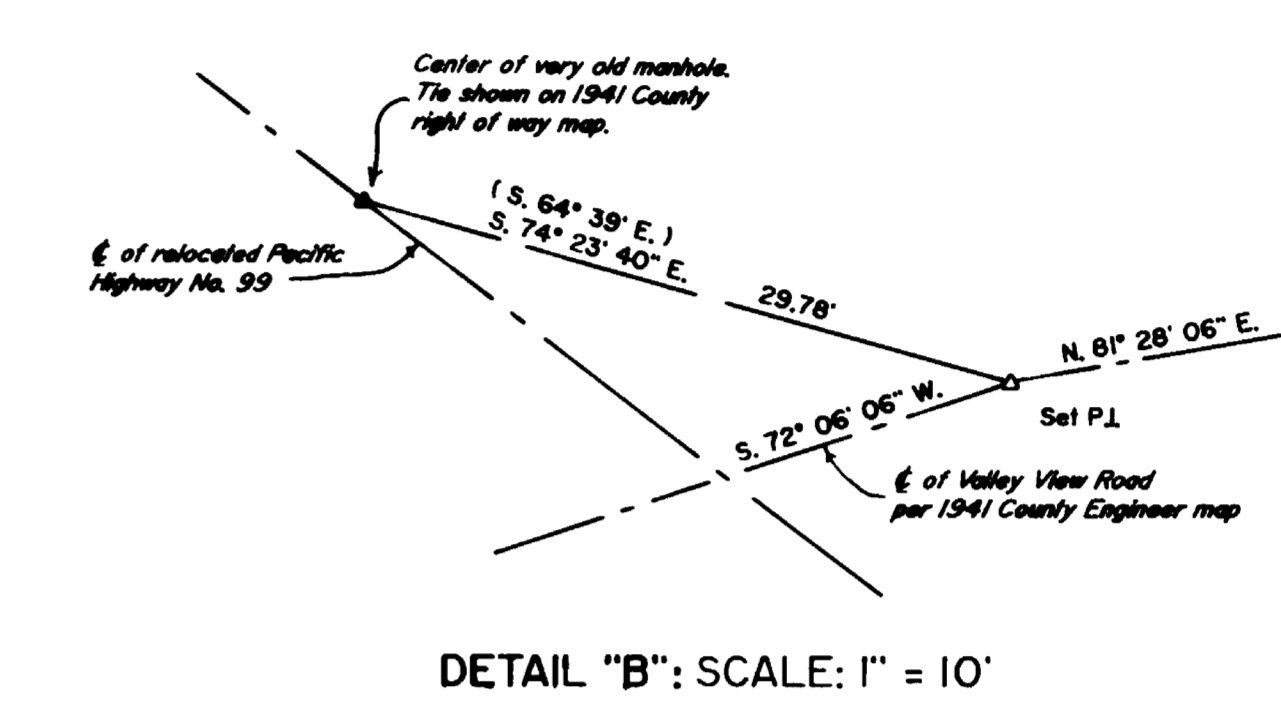 Center of very old manhole.
Tie shown on 1941 County
right of way map.
( S. 64° 39' E. )
S. 74° 23' 40" E.
℄ of relocated Pacific
Highway No. 99
29.78'
N. 81° 28' 06" E.
S. 72° 06' 06" W.
Set P.I.
℄ of Valley View Road
per 1941 County Engineer map
DETAIL "B": SCALE: 1" = 10'